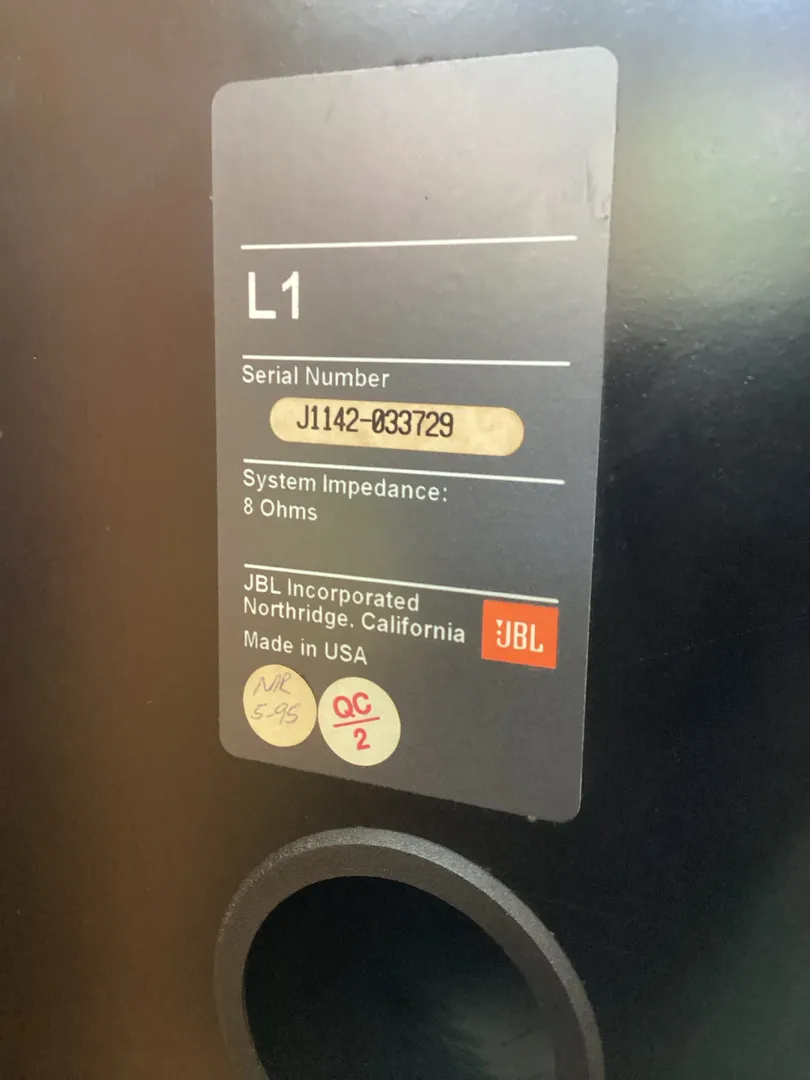 L1
Serial Number
J1142-033729
System Impedance:
8 Ohms
JBL Incorporated
Northridge. California
Made in USA
JBL
5-95
QC
2